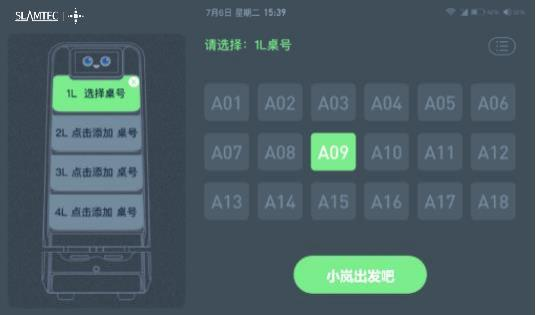 SLAMTEC
7月6日 星期二 15:39
请选择：1L桌号
1L 选择桌号
2L 点击添加 桌号
3L 点击添加 桌号
4L 点击添加 桌号
A01 A02 A03 A04 A05 A06
A07 A08 A09 A10 A11 A12
A13 A14 A15 A16 A17 A18
小岚出发吧